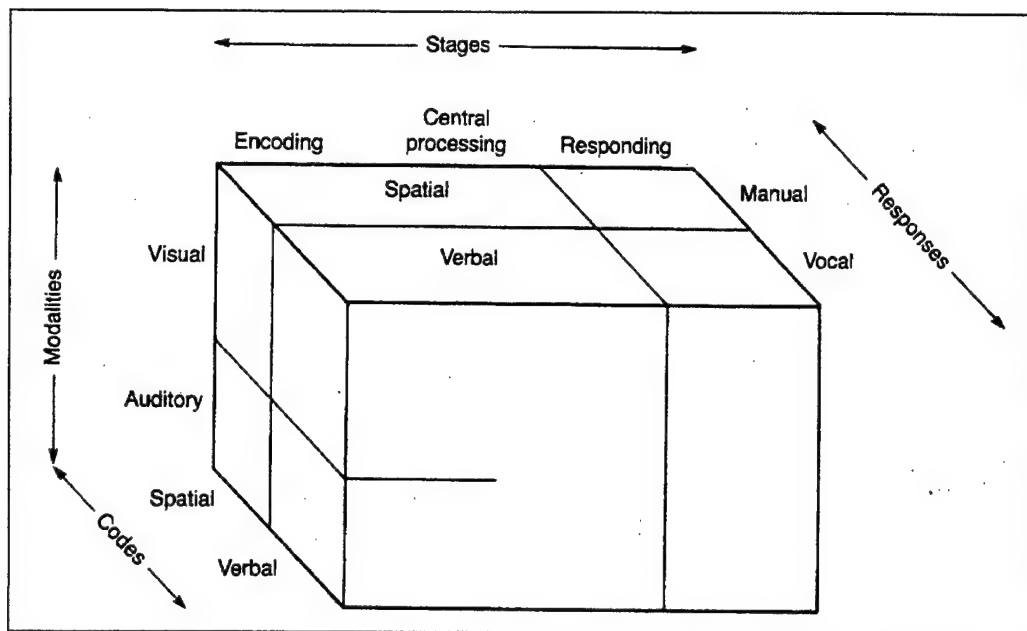 Stages
Central
Encoding processing Responding
Spatial
Manual
Responses
Visual
Verbal
Vocal
Modalities
Auditory
Spatial
Codes
Verbal